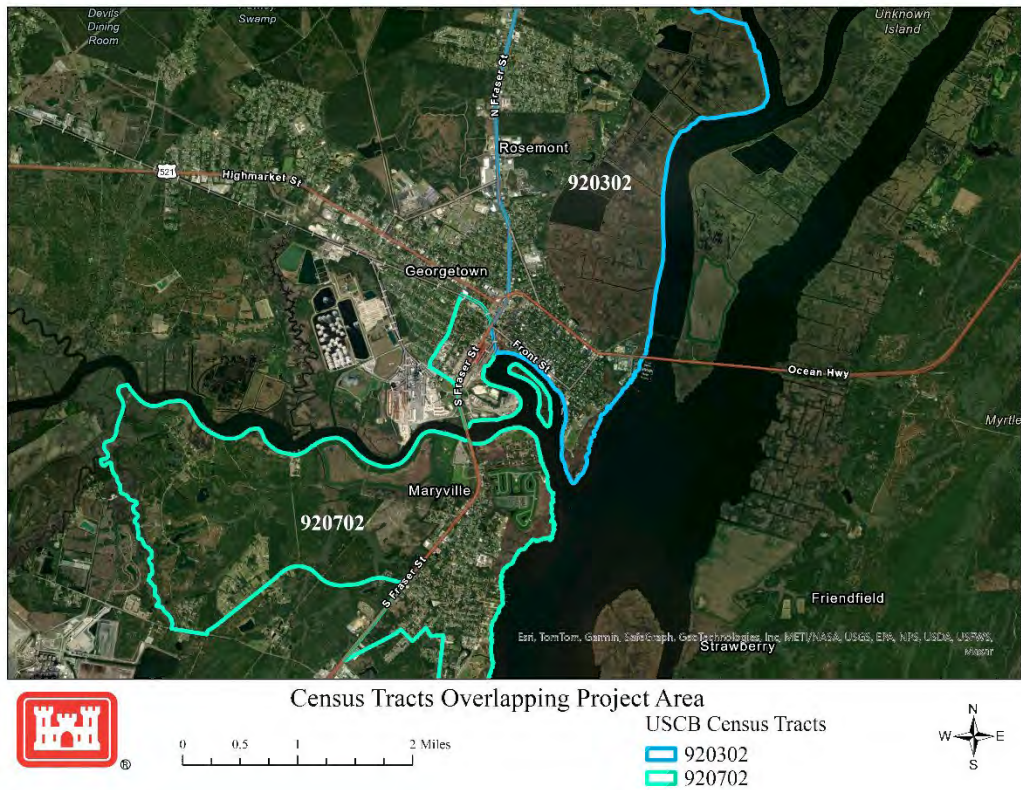 Devils
Dining
Room
Swamp
Unknown
Island
N Fraser St
Rosemont
521
Highmarket St
920302
Georgetown
Front St
S Fraser St
Ocean Hwy
Myrtle
Maryville
920702
S Fraser St
Friendfield
Strawberry
Esri, TomTom, Garmin, SafeGraph, GeoTechnologies, Inc, METI/NASA, USGS, EPA, NPS, USDA, USFWS,
Maxar
Census Tracts Overlapping Project Area
USCB Census Tracts
920302
920702
0 0.5 1 2 Miles
®
N
W E
S